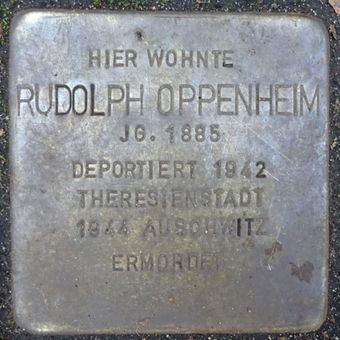 HIER WOHNTE
RUDOLPH OPPENHEIM
JG. 1885
DEPORTIERT 1942
THERESIENSTADT
1944 AUSCHWITZ
ERMORDET